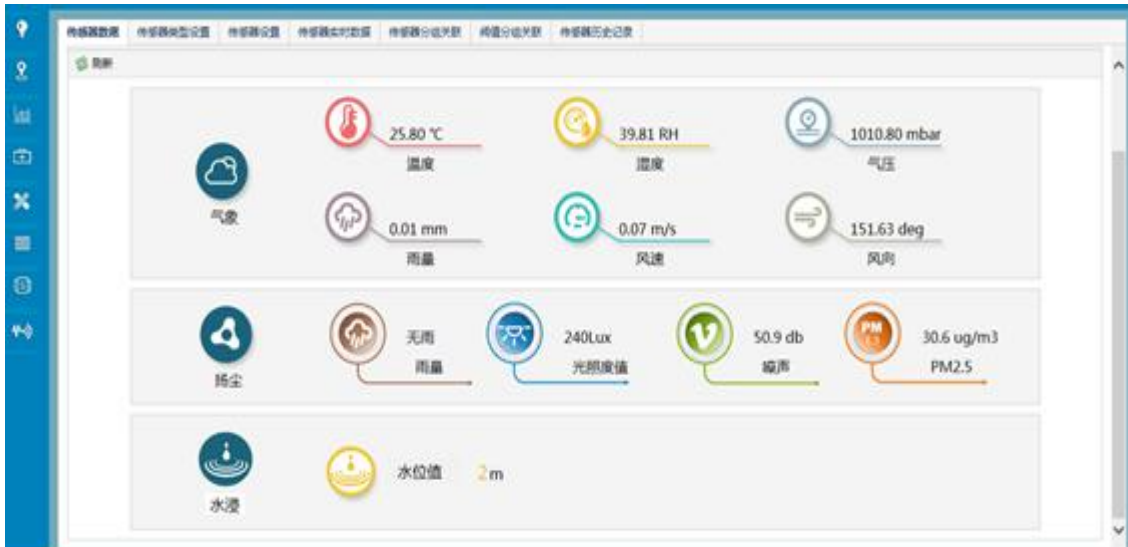 传感器数据 传感器类型设置 传感器设置 传感器实时数据 传感器分组关联 阈值分组关联 传感器历史记录
刷新
25.80 ℃ 39.81 RH 1010.80 mbar
温度 湿度 气压
气象
0.01 mm 0.07 m/s 151.63 deg
雨量 风速 风向
无雨 240Lux 50.9 db PM 30.6 ug/m3
雨量 光照度值 噪声 PM2.5
扬尘
水位值 2 m
水浸